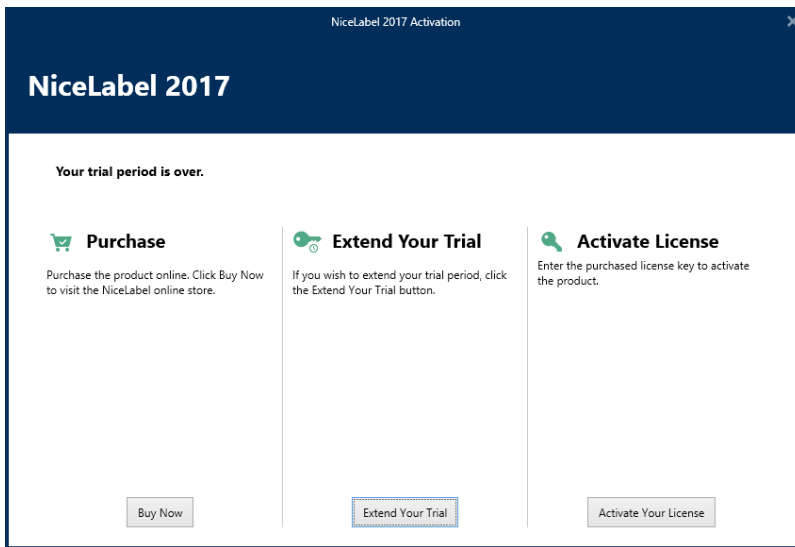 NiceLabel 2017 Activation
NiceLabel 2017
Your trial period is over.
Purchase
Purchase the product online. Click Buy Now
to visit the NiceLabel online store.
Buy Now
Extend Your Trial
If you wish to extend your trial period, click
the Extend Your Trial button.
Extend Your Trial
Activate License
Enter the purchased license key to activate
the product.
Activate Your License